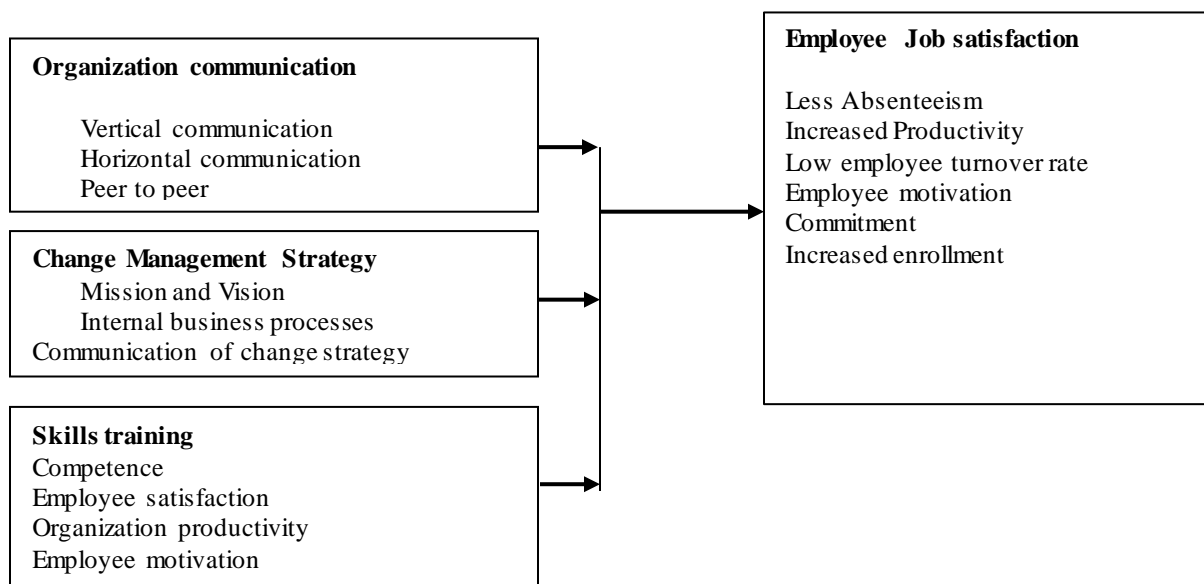 Organization communication
Vertical communication
Horizontal communication
Peer to peer
Change Management Strategy
Mission and Vision
Internal business processes
Communication of change strategy
Skills training
Competence
Employee satisfaction
Organization productivity
Employee motivation
Employee Job satisfaction
Less Absenteeism
Increased Productivity
Low employee turnover rate
Employee motivation
Commitment
Increased enrollment